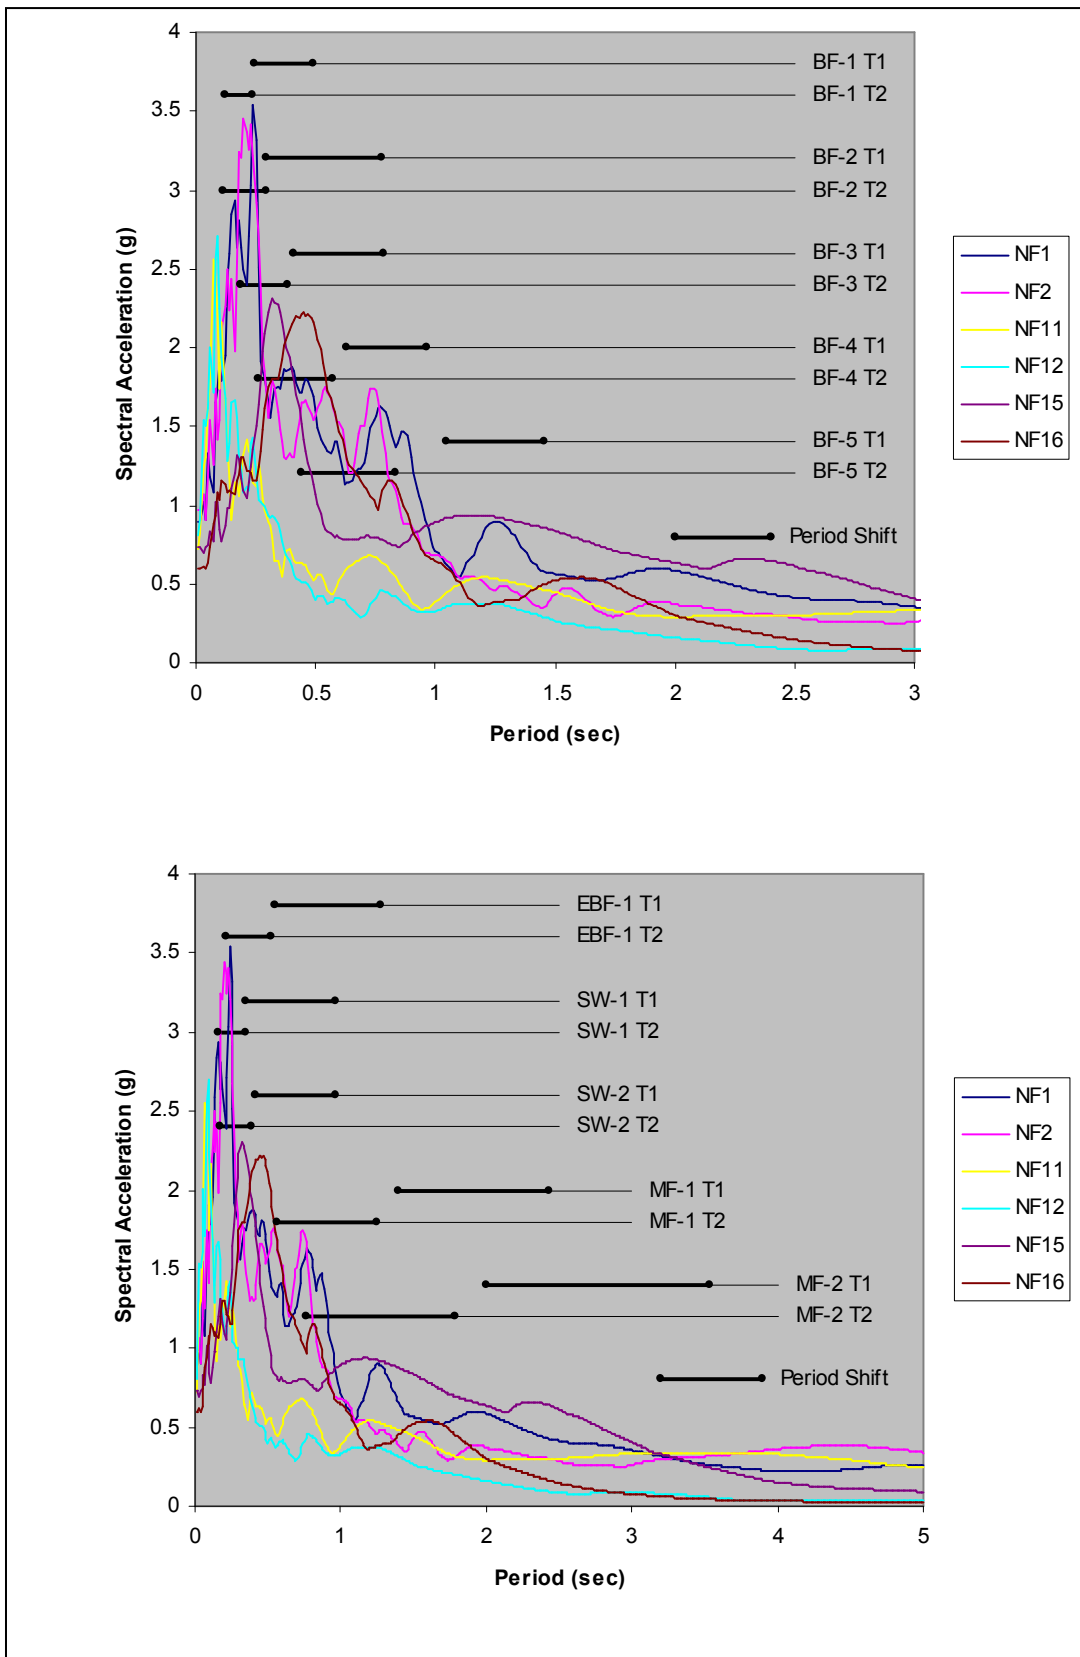 4
3.5
3
2.5
2
1.5
1
0.5
0
Spectral Acceleration (g)
BF-1 T1
BF-1 T2
BF-2 T1
BF-2 T2
BF-3 T1
BF-3 T2
BF-4 T1
BF-4 T2
BF-5 T1
BF-5 T2
Period Shift
0 0.5 1 1.5 2 2.5 3
Period (sec)
NF1
NF2
NF11
NF12
NF15
NF16
4
3.5
3
2.5
2
1.5
1
0.5
0
Spectral Acceleration (g)
EBF-1 T1
EBF-1 T2
SW-1 T1
SW-1 T2
SW-2 T1
SW-2 T2
MF-1 T1
MF-1 T2
MF-2 T1
MF-2 T2
Period Shift
0 1 2 3 4 5
Period (sec)
NF1
NF2
NF11
NF12
NF15
NF16